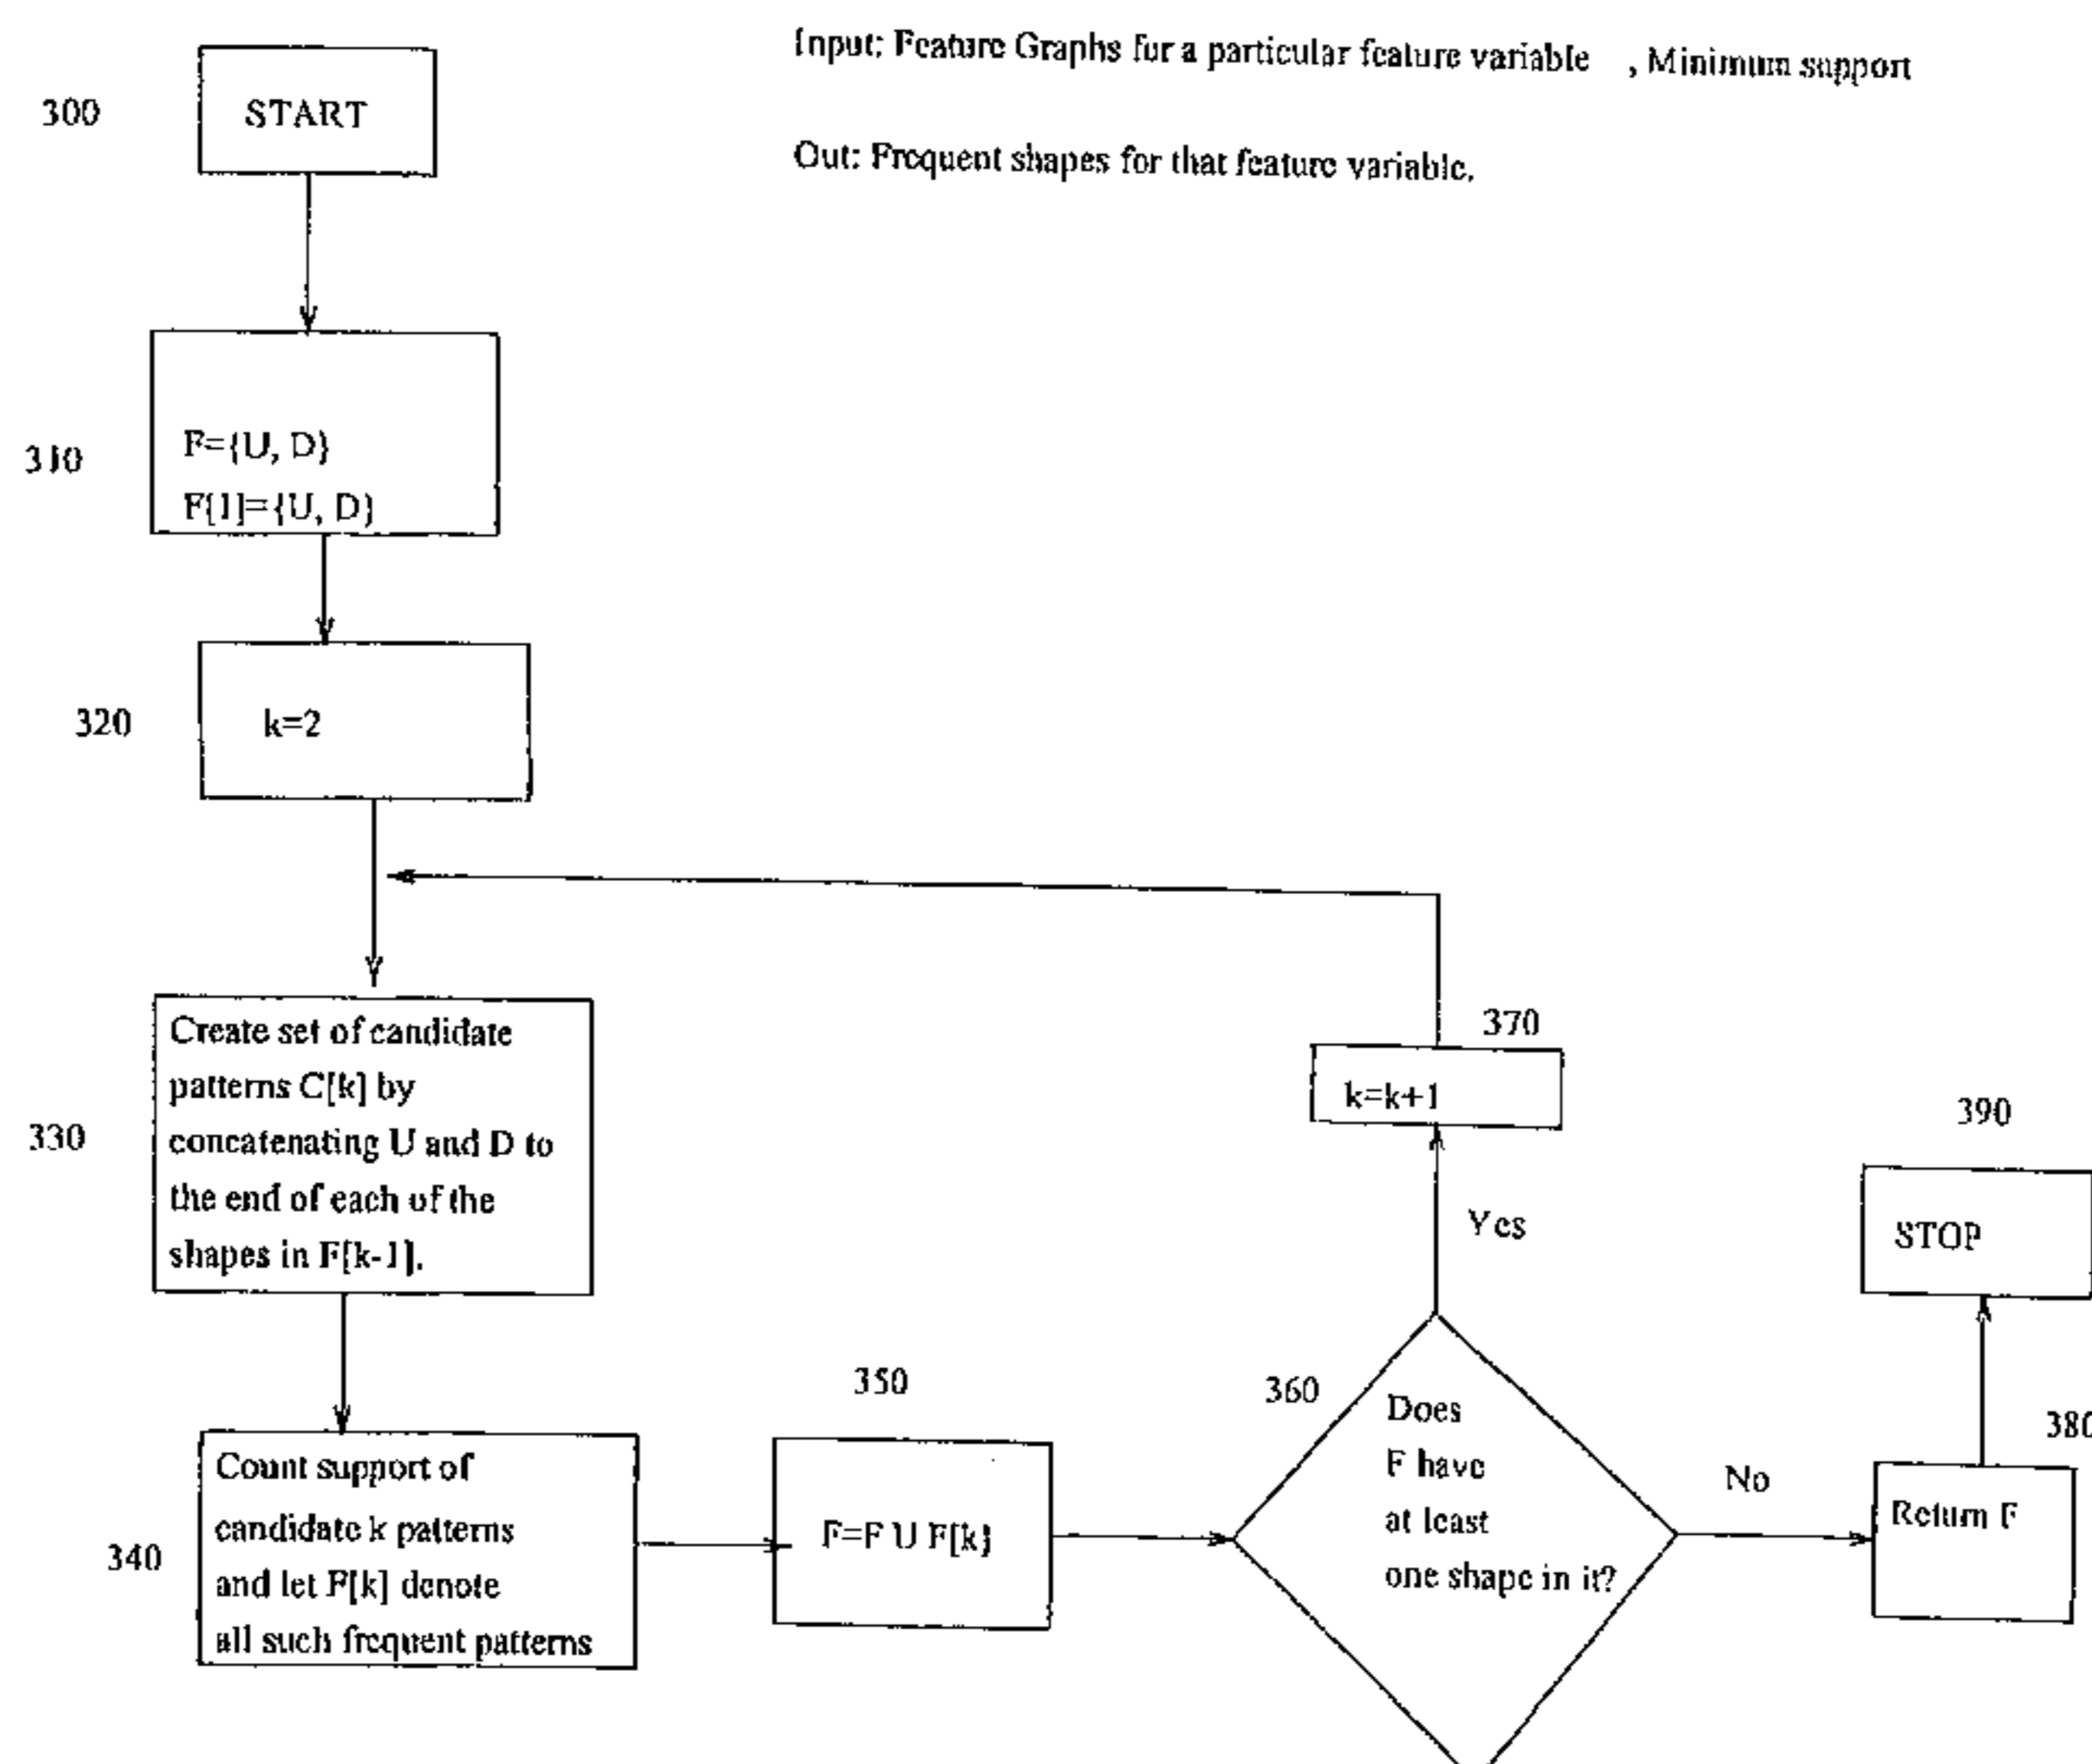 Input: Feature Graphs for a particular feature variable , Minimum support
Out: Frequent shapes for that feature variable.
300
START
310
F={U, D}
F[1]={U, D}
320
k=2
330
Create set of candidate
patterns C[k] by
concatenating U and D to
the end of each of the
shapes in F[k-1].
340
Count support of
candidate k patterns
and let F[k] denote
all such frequent patterns
350
F=F U F[k]
360
Does
F have
at least
one shape in it?
Yes
370
k=k+1
No
380
Return F
390
STOP